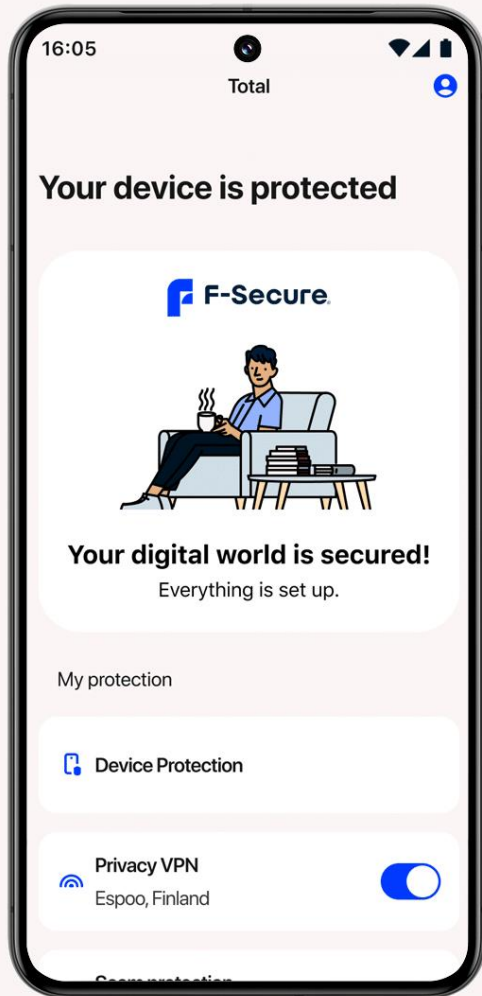 16:05
Total
Your device is protected
F-Secure
Your digital world is secured!
Everything is set up.
My protection
Device Protection
Privacy VPN
Espoo, Finland